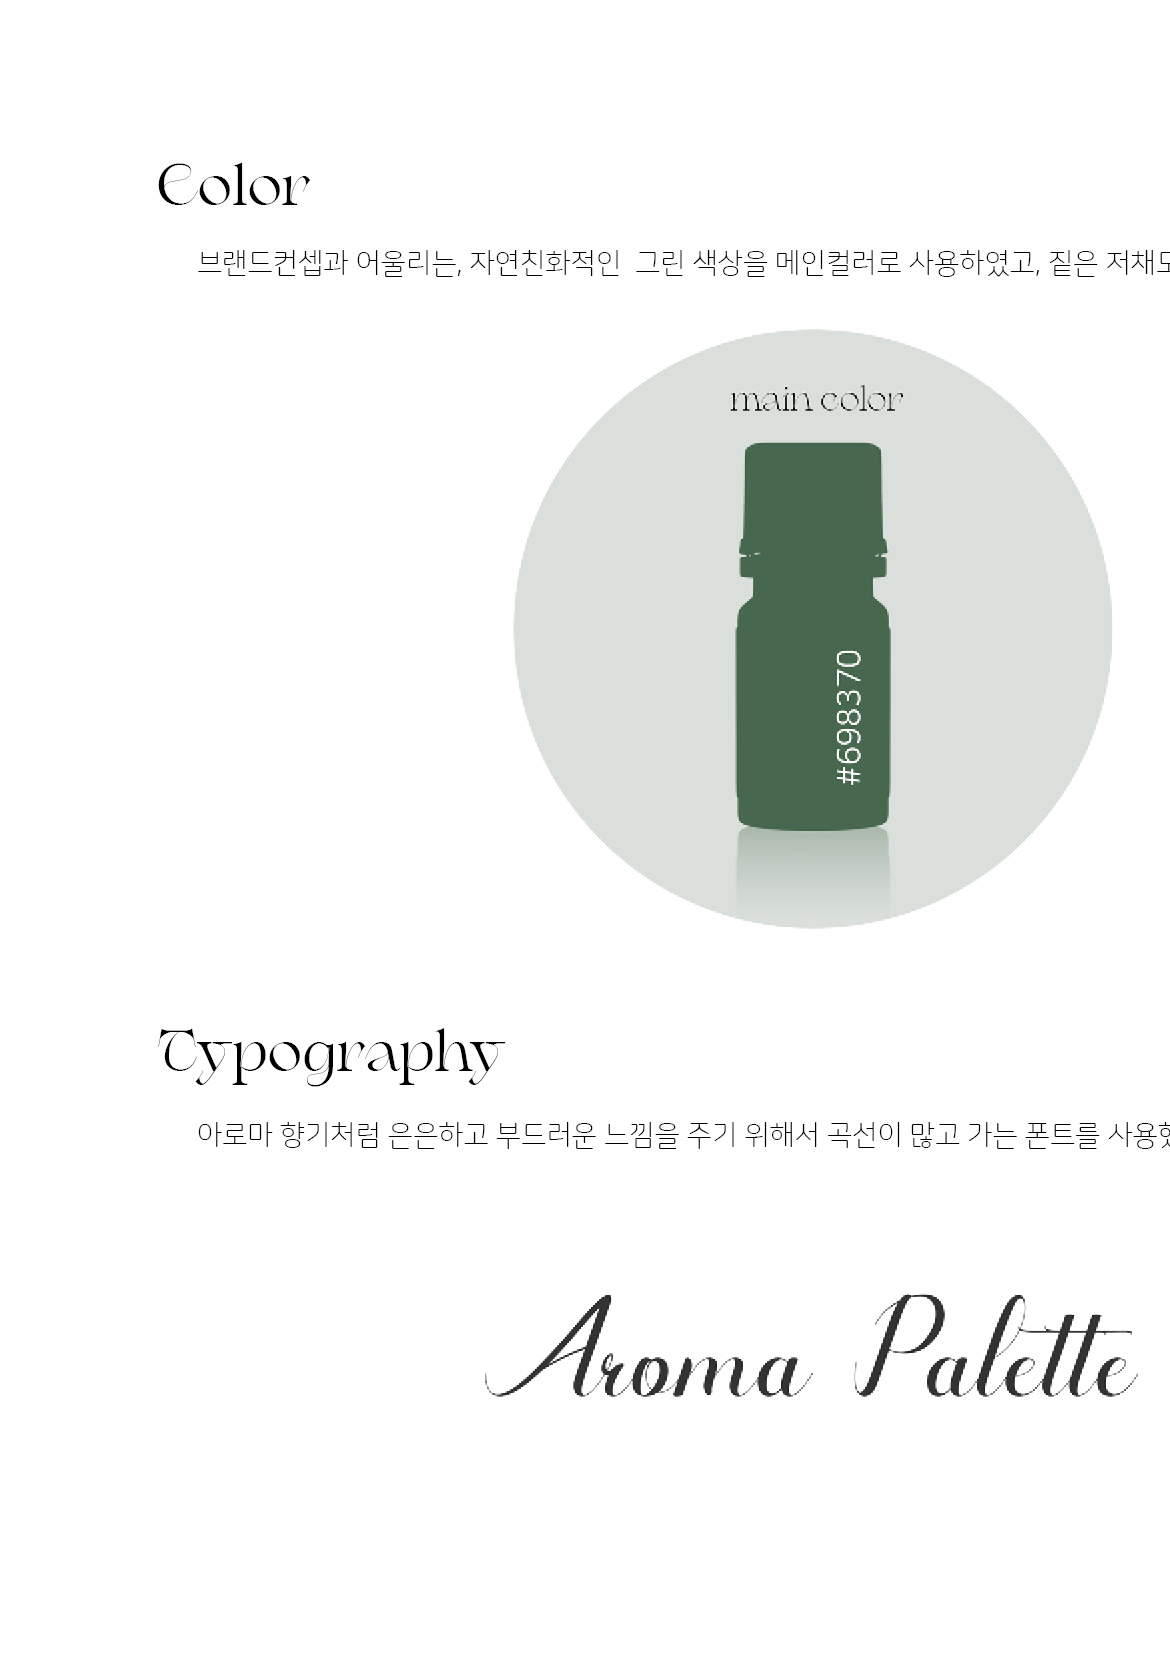 Color
브랜드컨셉과 어울리는, 자연친화적인 그린 색상을 메인컬러로 사용하였고, 짙은 저채도
main color
#698370
Typography
아로마 향기처럼 은은하고 부드러운 느낌을 주기 위해서 곡선이 많고 가는 폰트를 사용했
Aroma Palette